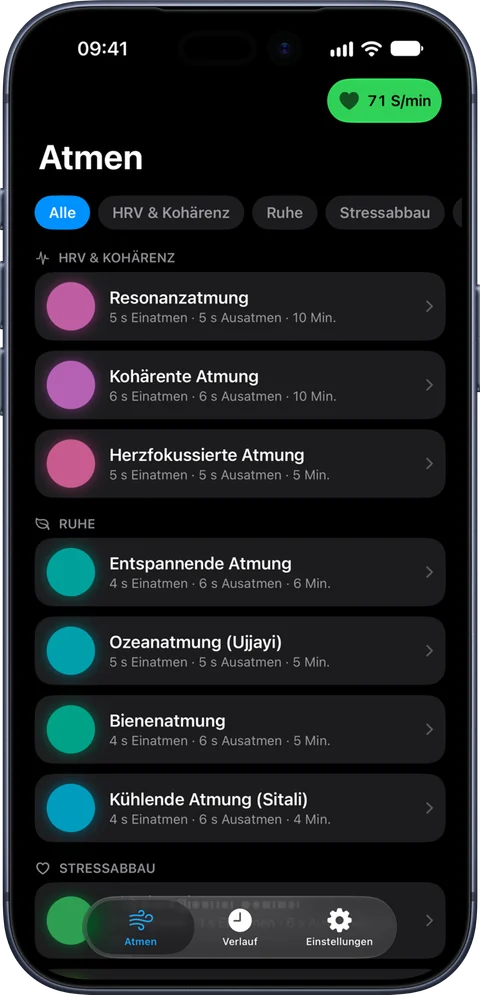 09:41
71 S/min
Atmen
Alle
HRV & Kohärenz
Ruhe
Stressabbau
HRV & KOHÄRENZ
Resonanzatmung
5 s Einatmen · 5 s Ausatmen · 10 Min.
Kohärente Atmung
6 s Einatmen · 6 s Ausatmen · 10 Min.
Herzfokussierte Atmung
5 s Einatmen · 5 s Ausatmen · 5 Min.
RUHE
Entspannende Atmung
4 s Einatmen · 6 s Ausatmen · 6 Min.
Ozeanatmung (Ujjayi)
5 s Einatmen · 5 s Ausatmen · 5 Min.
Bienenatmung
4 s Einatmen · 6 s Ausatmen · 5 Min.
Kühlende Atmung (Sitali)
4 s Einatmen · 6 s Ausatmen · 4 Min.
STRESSABBAU
Atmen
Verlauf
Einstellungen